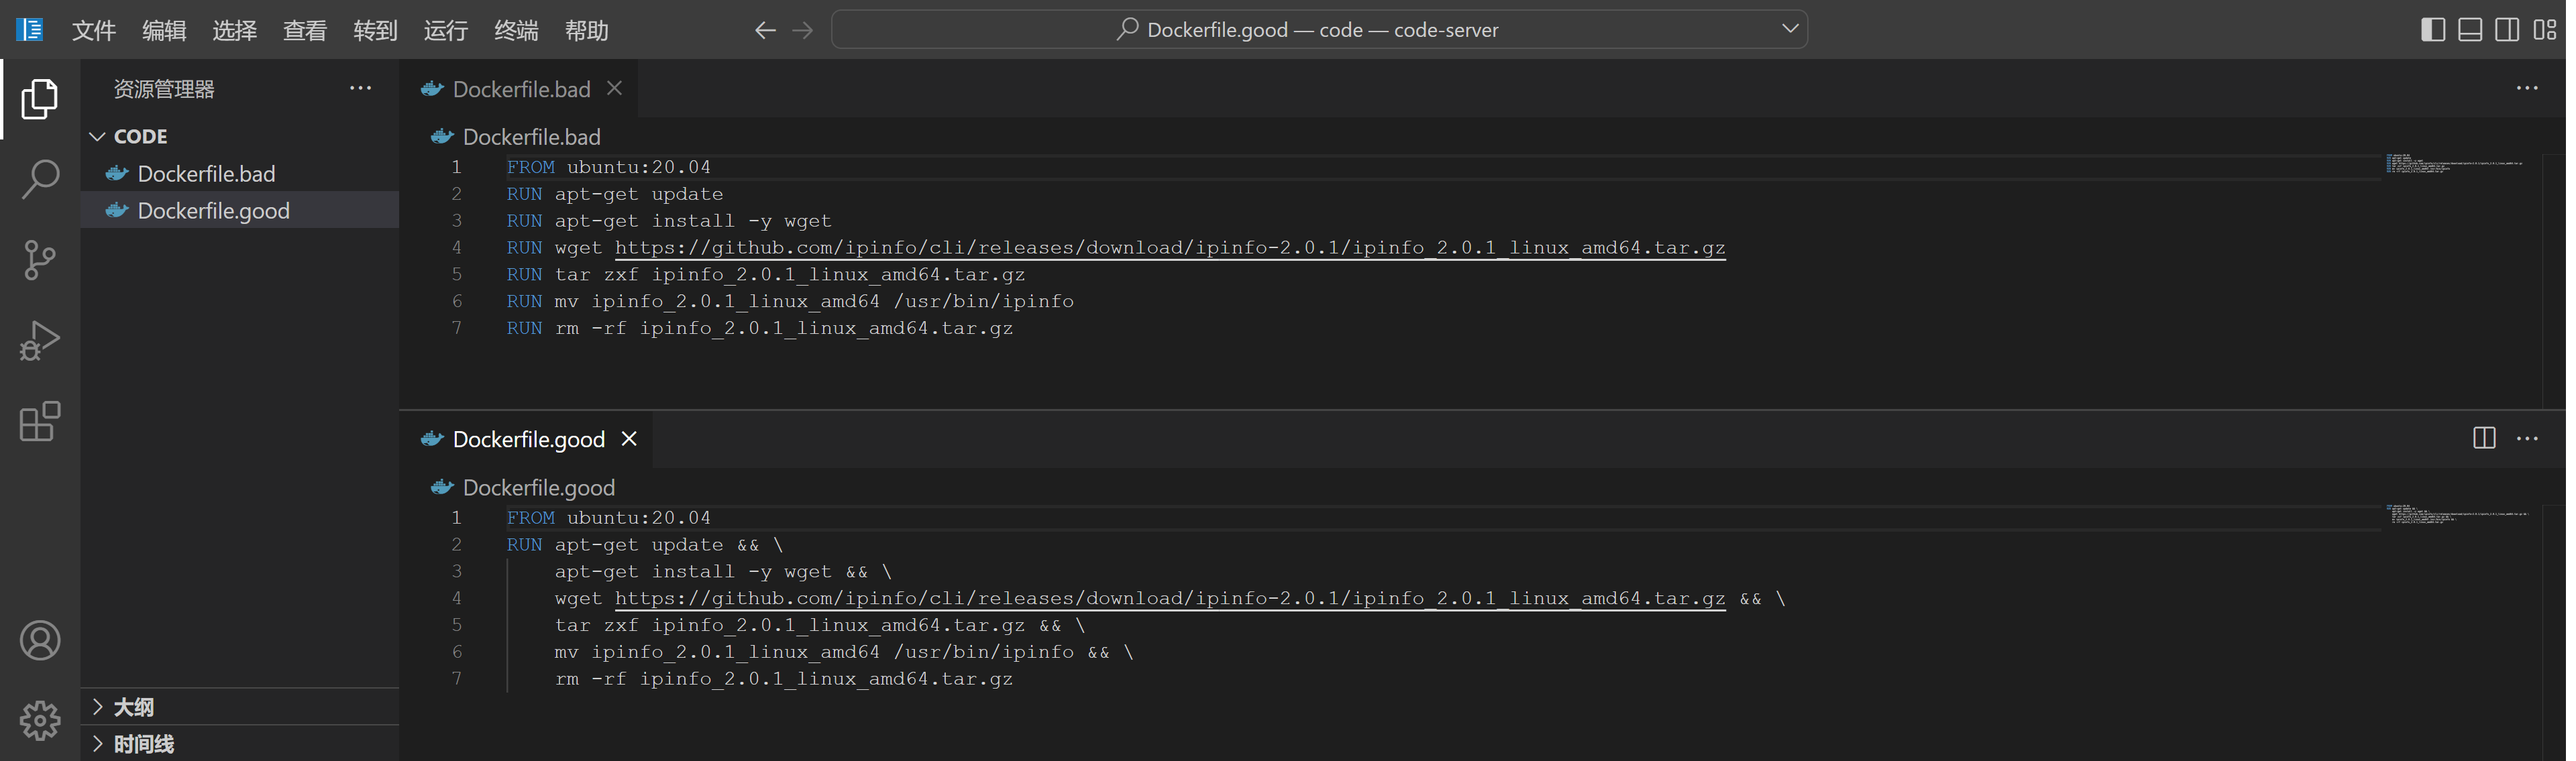 文件 编辑 选择 查看 转到 运行 终端 帮助 Dockerfile.good — code — code-server
资源管理器
CODE
Dockerfile.bad
Dockerfile.good
大纲
时间线
Dockerfile.bad
Dockerfile.bad
1 FROM ubuntu:20.04
2 RUN apt-get update
3 RUN apt-get install -y wget
4 RUN wget https://github.com/ipinfo/cli/releases/download/ipinfo-2.0.1/ipinfo_2.0.1_linux_amd64.tar.gz
5 RUN tar zxf ipinfo_2.0.1_linux_amd64.tar.gz
6 RUN mv ipinfo_2.0.1_linux_amd64 /usr/bin/ipinfo
7 RUN rm -rf ipinfo_2.0.1_linux_amd64.tar.gz
Dockerfile.good
Dockerfile.good
1 FROM ubuntu:20.04
2 RUN apt-get update && \
3 apt-get install -y wget && \
4 wget https://github.com/ipinfo/cli/releases/download/ipinfo-2.0.1/ipinfo_2.0.1_linux_amd64.tar.gz && \
5 tar zxf ipinfo_2.0.1_linux_amd64.tar.gz && \
6 mv ipinfo_2.0.1_linux_amd64 /usr/bin/ipinfo && \
7 rm -rf ipinfo_2.0.1_linux_amd64.tar.gz